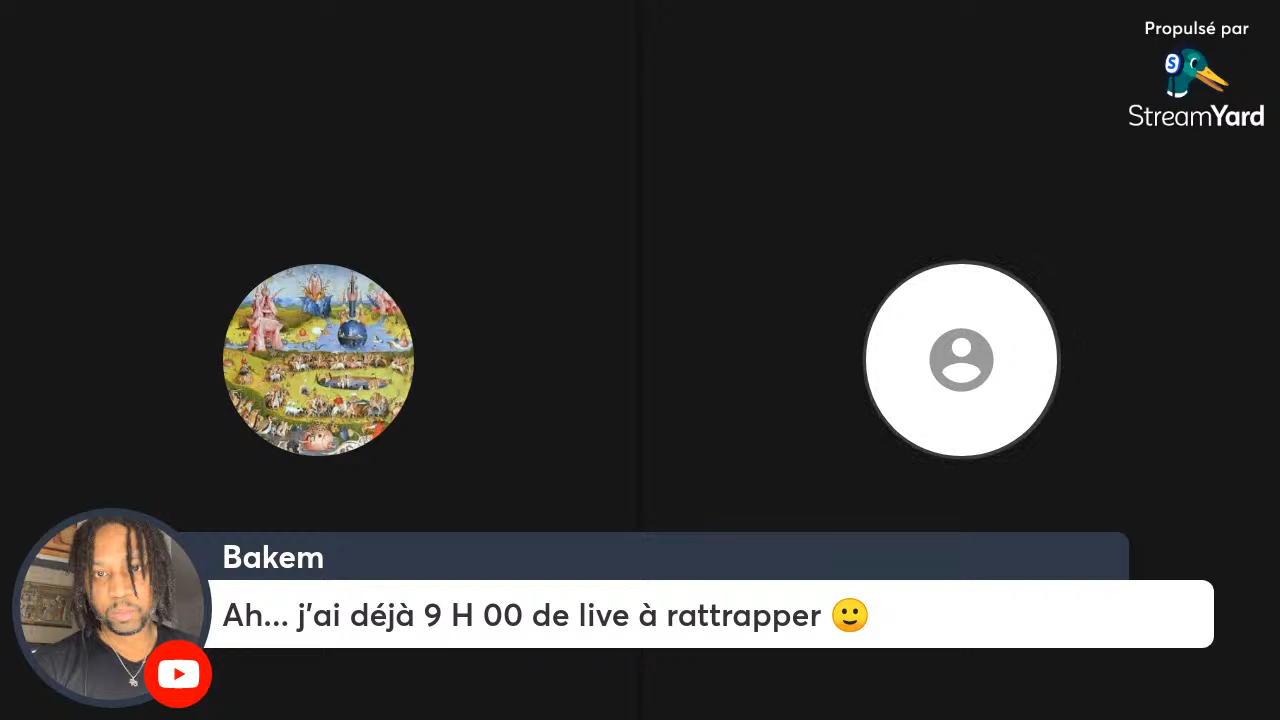 Propulsé par
S
StreamYard
Bakem
Ah... j'ai déjà 9 H 00 de live à rattrapper 🙂